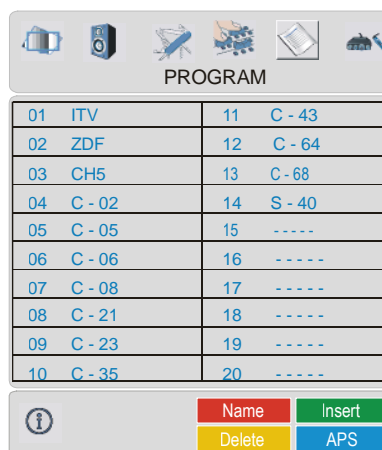 PROGRAM
01 ITV
02 ZDF
03 CH5
04 C - 02
05 C - 05
06 C - 06
07 C - 08
08 C - 21
09 C - 23
10 C - 35
11 C - 43
12 C - 64
13 C - 68
14 S - 40
15 - - - - -
16 - - - - -
17 - - - - -
18 - - - - -
19 - - - - -
20 - - - - -
Name Insert
Delete APS